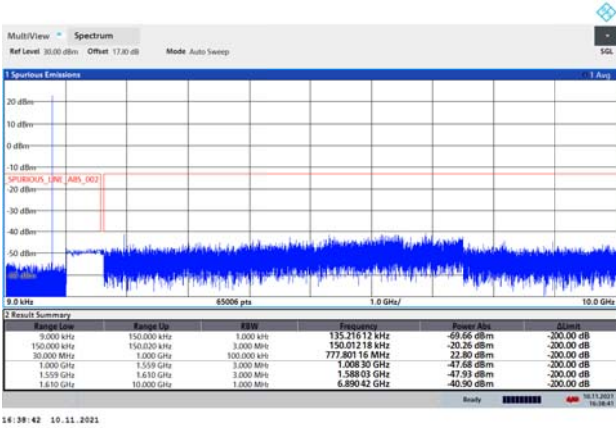 MultiView Spectrum
Ref Level 30.00 dBm Offset 17.10 dB Mode Auto Sweep SGL
1 Spurious Emissions 1 Avg
20 dBm
10 dBm
0 dBm
-10 dBm
SPURIOUS_LINE_ABS_002
-20 dBm
-30 dBm
-40 dBm
-50 dBm
-60 dBm
9.0 kHz 65006 pts 1.0 GHz/ 10.0 GHz
2 Result Summary
Range Low Range Up RBW Frequency Power Abs ΔLimit
9.000 kHz 150.000 kHz 1.000 kHz 135.21612 kHz -69.66 dBm -200.00 dB
150.000 kHz 150.020 kHz 3.000 MHz 150.01218 kHz -20.26 dBm -200.00 dB
30.000 MHz 1.000 GHz 100.000 kHz 777.80116 MHz 22.80 dBm -200.00 dB
1.000 GHz 1.559 GHz 3.000 MHz 1.00830 GHz -47.68 dBm -200.00 dB
1.559 GHz 1.610 GHz 3.000 MHz 1.58803 GHz -47.93 dBm -200.00 dB
1.610 GHz 10.000 GHz 1.000 MHz 6.89042 GHz -40.90 dBm -200.00 dB
Ready 10.11.2021
16:38:41
16:38:42 10.11.2021